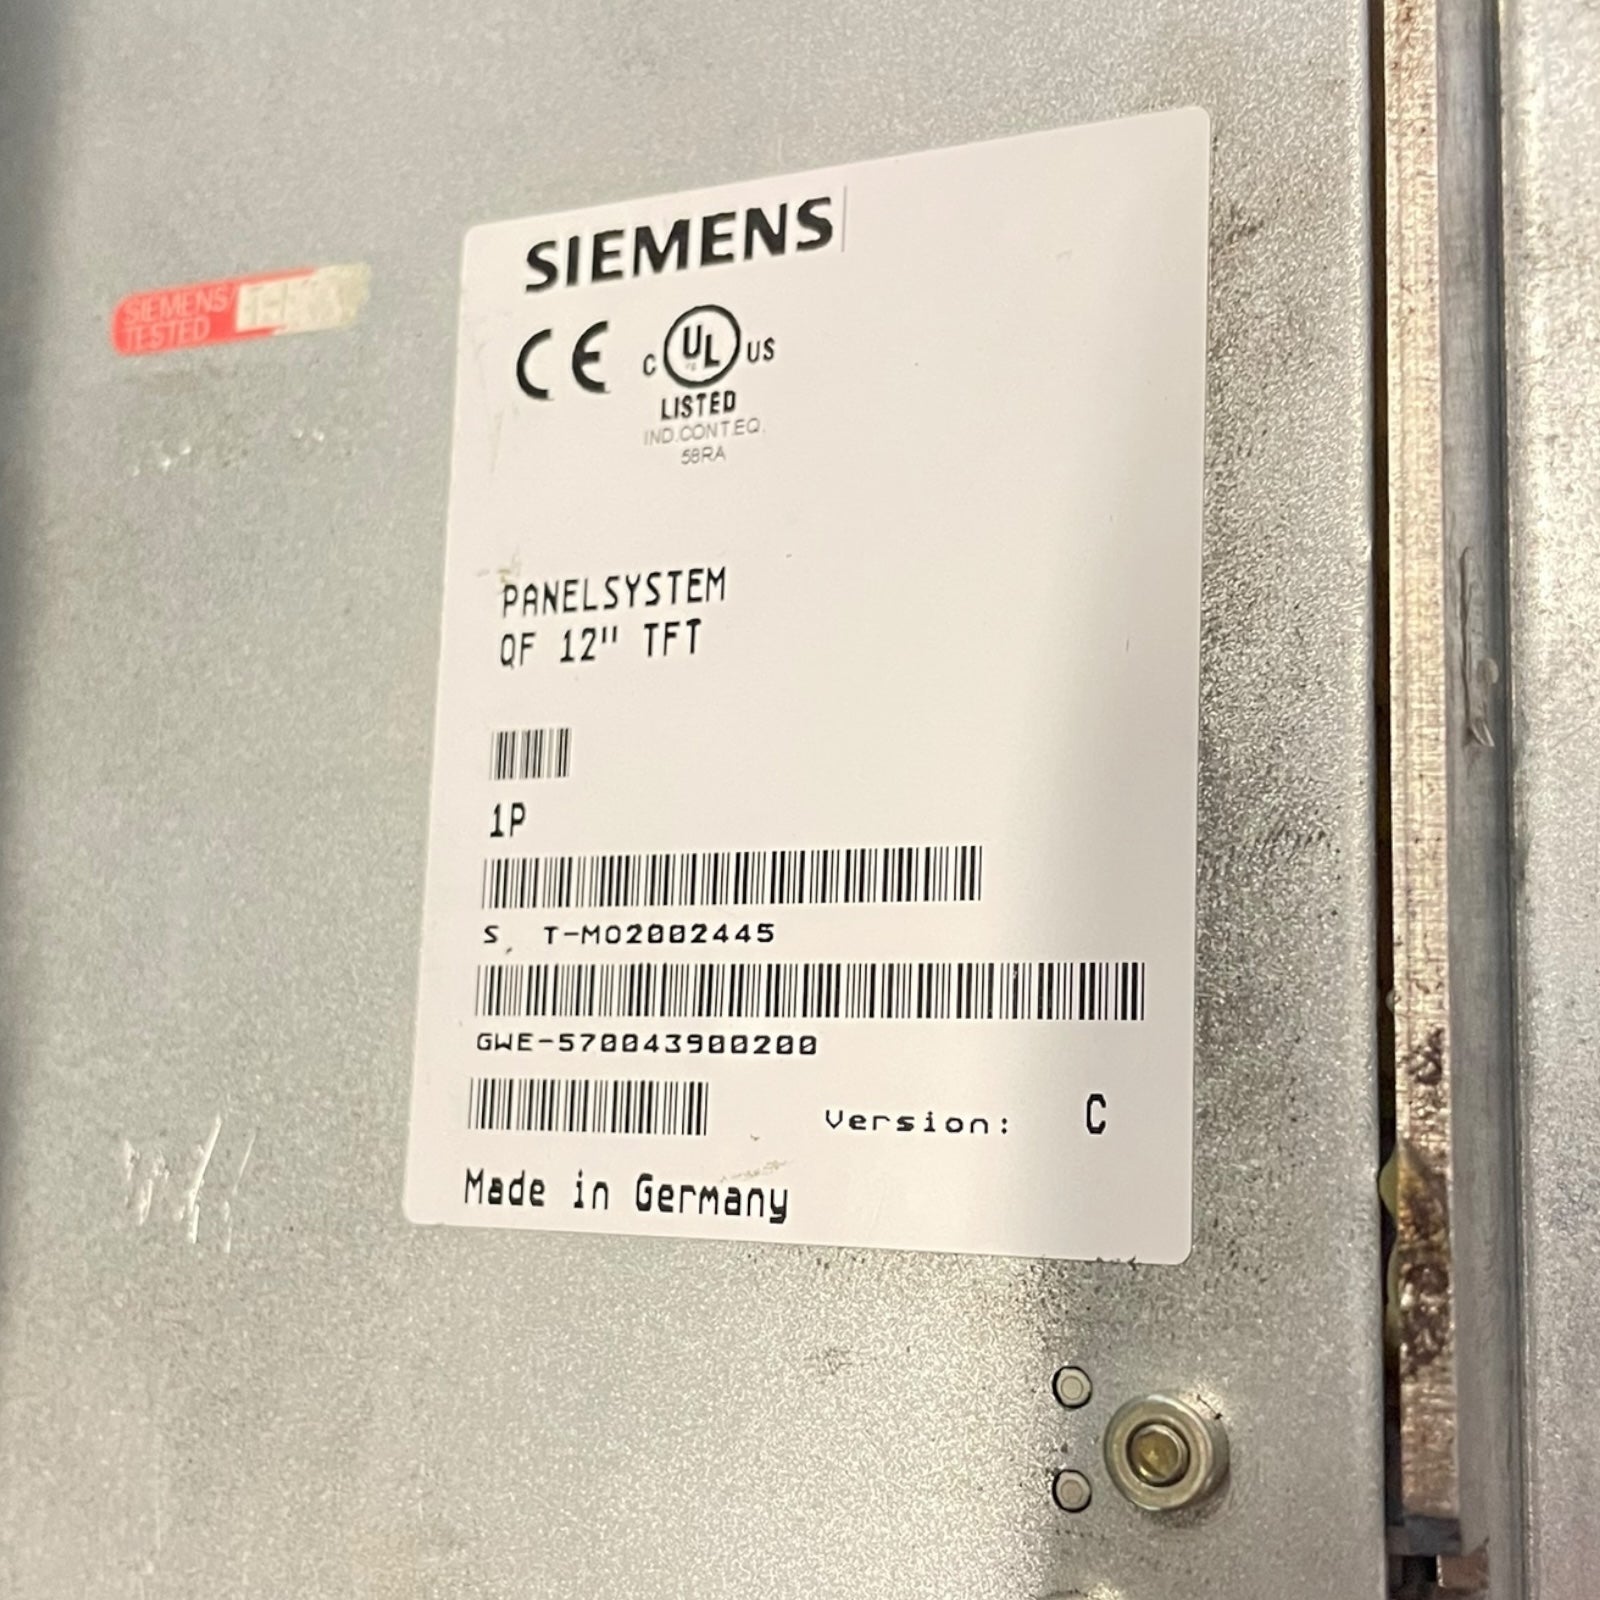 SIEMENS
CE
C UL US
LISTED
IND.CONT.EQ.
58RA
SIEMENS
TESTED
PANELSYSTEM
QF 12" TFT
1P
S T-MO2002445
GWE-570043900200
Version: C
Made in Germany